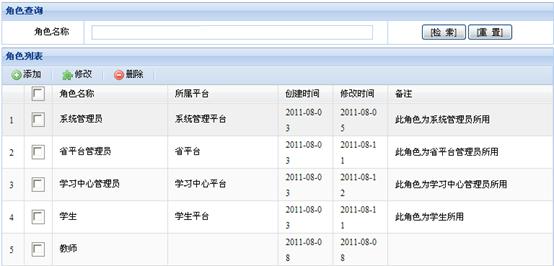 角色查询
角色名称 [检 索] [重 置]
角色列表
添加 修改 删除
角色名称 所属平台 创建时间 修改时间 备注
1 系统管理员 系统管理平台 2011-08-03 2011-08-05 此角色为系统管理员所用
2 省平台管理员 省平台 2011-08-03 2011-08-11 此角色为省平台管理员所用
3 学习中心管理员 学习中心平台 2011-08-03 2011-08-12 此角色为学习中心管理员所用
4 学生 学生平台 2011-08-03 2011-08-11 此角色为学生所用
5 教师 2011-08-08 2011-08-08